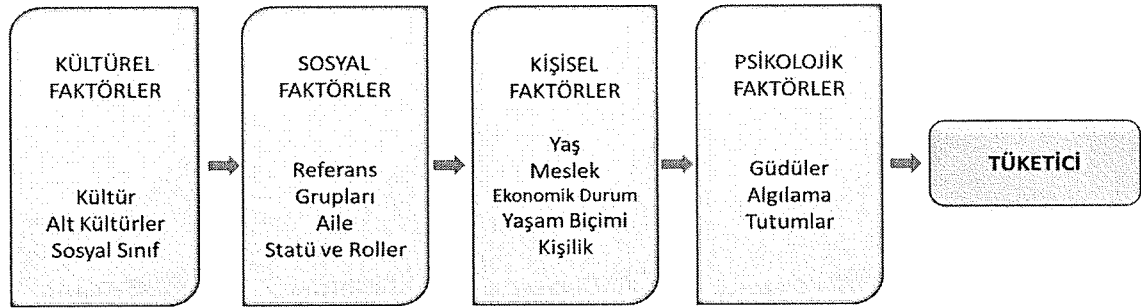 KÜLTÜREL
FAKTÖRLER
Kültür
Alt Kültürler
Sosyal Sınıf
SOSYAL
FAKTÖRLER
Referans
Grupları
Aile
Statü ve Roller
KİŞİSEL
FAKTÖRLER
Yaş
Meslek
Ekonomik Durum
Yaşam Biçimi
Kişilik
PSİKOLOJİK
FAKTÖRLER
Güdüler
Algılama
Tutumlar
TÜKETİCİ